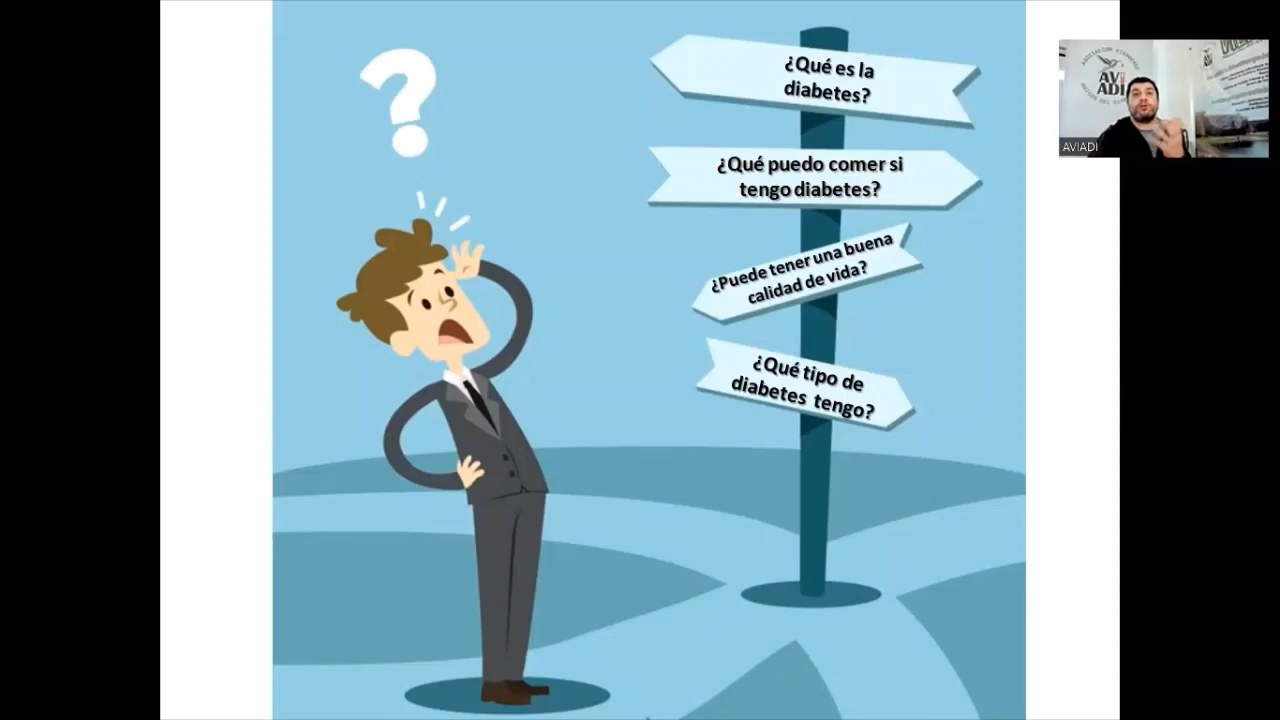 ?
¿Qué es la
diabetes?
¿Qué puedo comer si
tengo diabetes?
¿Puede tener una buena
calidad de vida?
¿Qué tipo de
diabetes tengo?
AVIADI